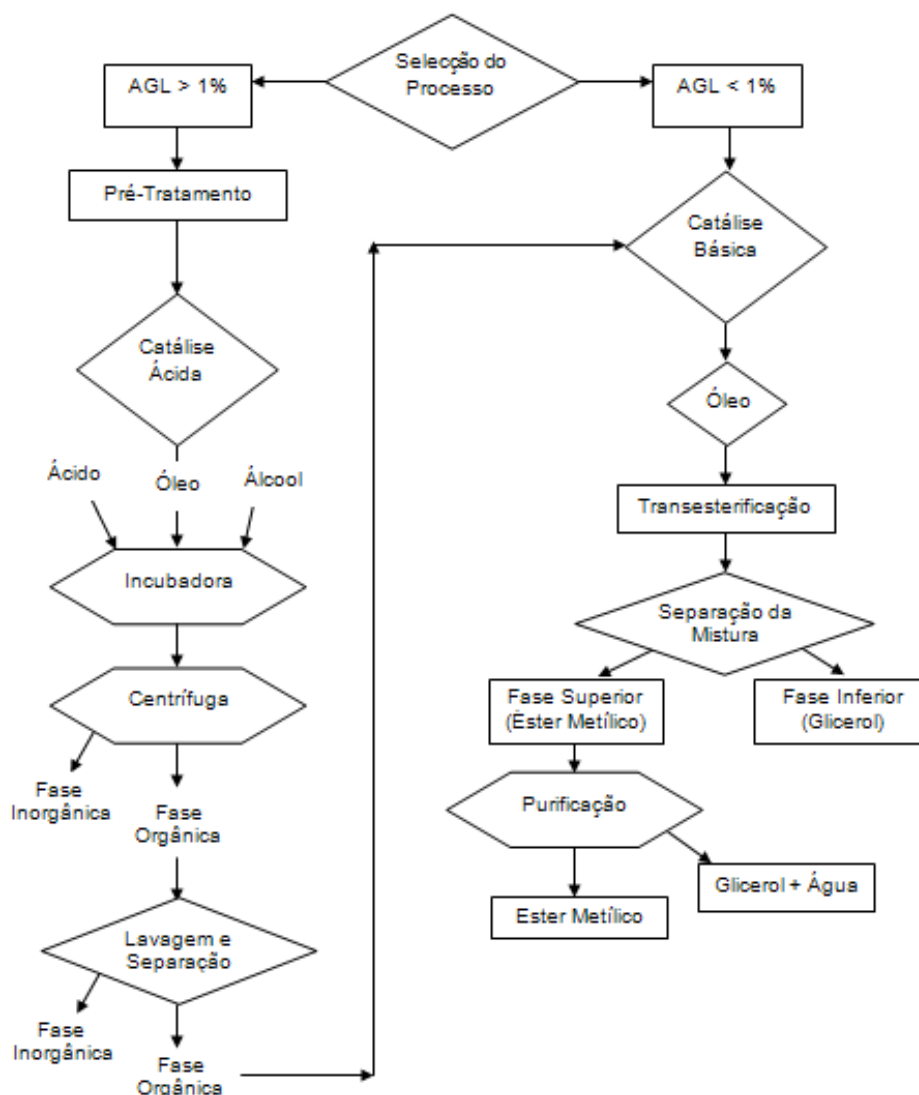 Selecção do
Processo
AGL > 1%
AGL < 1%
Pré-Tratamento
Catálise
Básica
Catálise
Ácida
Óleo
Ácido
Óleo
Álcool
Transesterificação
Incubadora
Separação da
Mistura
Centrífuga
Fase Superior
(Éster Metílico)
Fase Inferior
(Glicerol)
Fase
Inorgânica
Fase
Orgânica
Purificação
Glicerol + Água
Ester Metílico
Lavagem e
Separação
Fase
Inorgânica
Fase
Orgânica